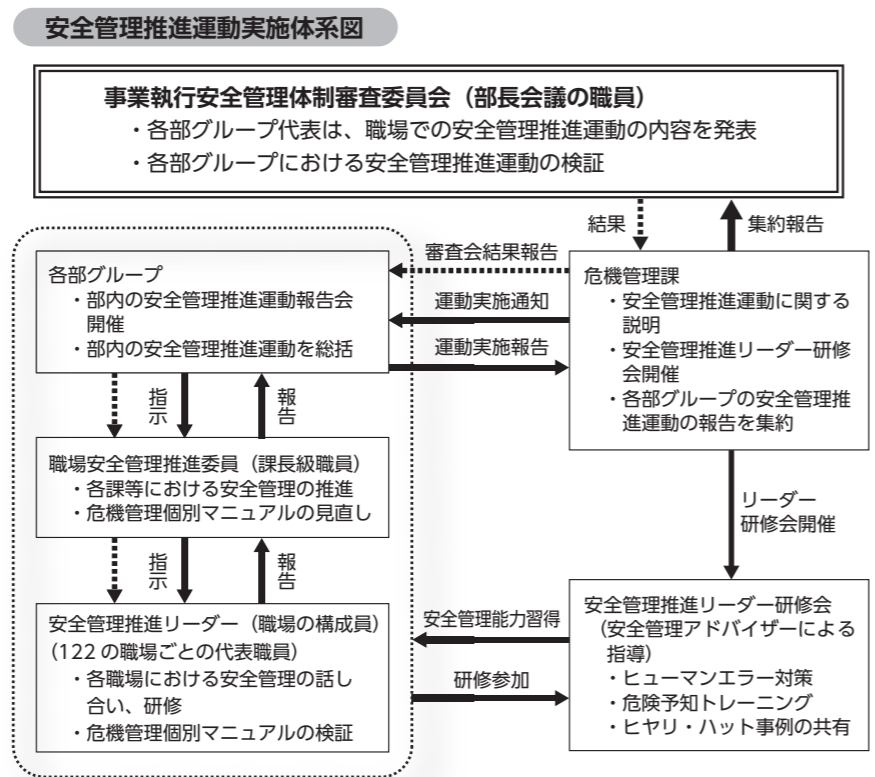 安全管理推進運動実施体系図
事業執行安全管理体制審査委員会（部長会議の職員）
・各部グループ代表は、職場での安全管理推進運動の内容を発表
・各部グループにおける安全管理推進運動の検証
結果
集約報告
審査会結果報告
運動実施通知
運動実施報告
各部グループ
・部内の安全管理推進運動報告会
開催
・部内の安全管理推進運動を総括
危機管理課
・安全管理推進運動に関する
説明
・安全管理推進リーダー研修
会開催
・各部グループの安全管理推
進運動の報告を集約
指示
報告
職場安全管理推進委員（課長級職員）
・各課等における安全管理の推進
・危機管理個別マニュアルの見直し
リーダー
研修会開催
指示
報告
安全管理推進リーダー（職場の構成員）
（122 の職場ごとの代表職員）
・各職場における安全管理の話し
合い、研修
・危機管理個別マニュアルの検証
安全管理能力習得
研修参加
安全管理推進リーダー研修会
（安全管理アドバイザーによる
指導）
・ヒューマンエラー対策
・危険予知トレーニング
・ヒヤリ・ハット事例の共有